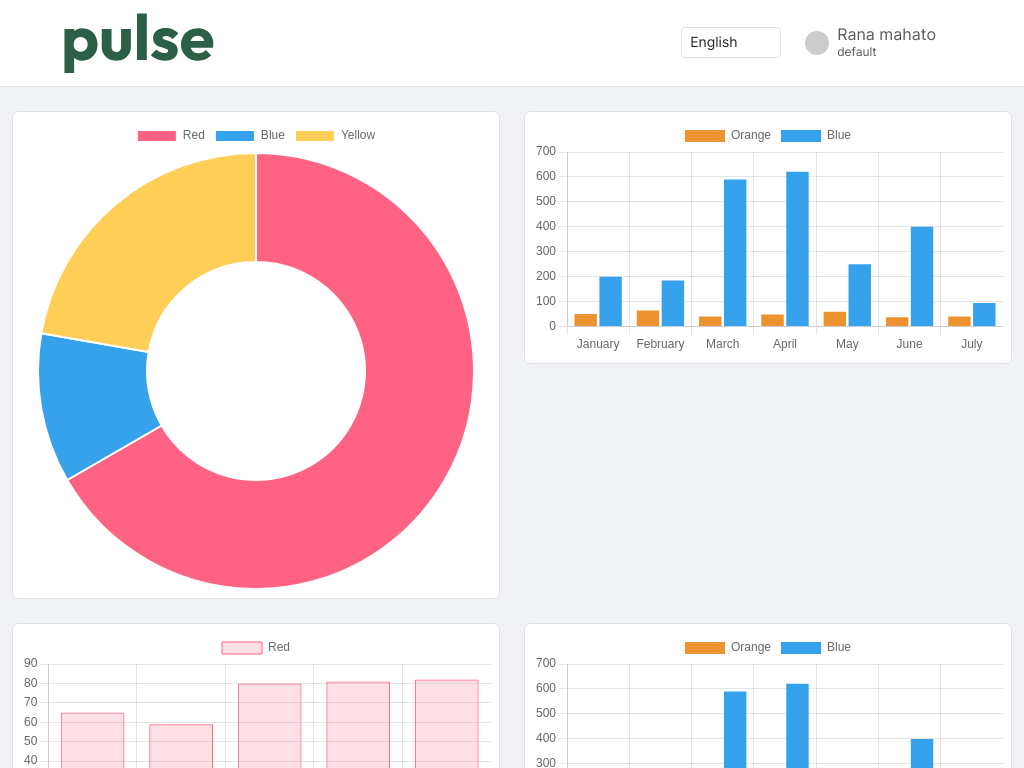 pulse
English
Rana mahato
default
Red Blue Yellow
Orange Blue
700
600
500
400
300
200
100
0
January February March April May June July
Red
90
80
70
60
50
40
Orange Blue
700
600
500
400
300